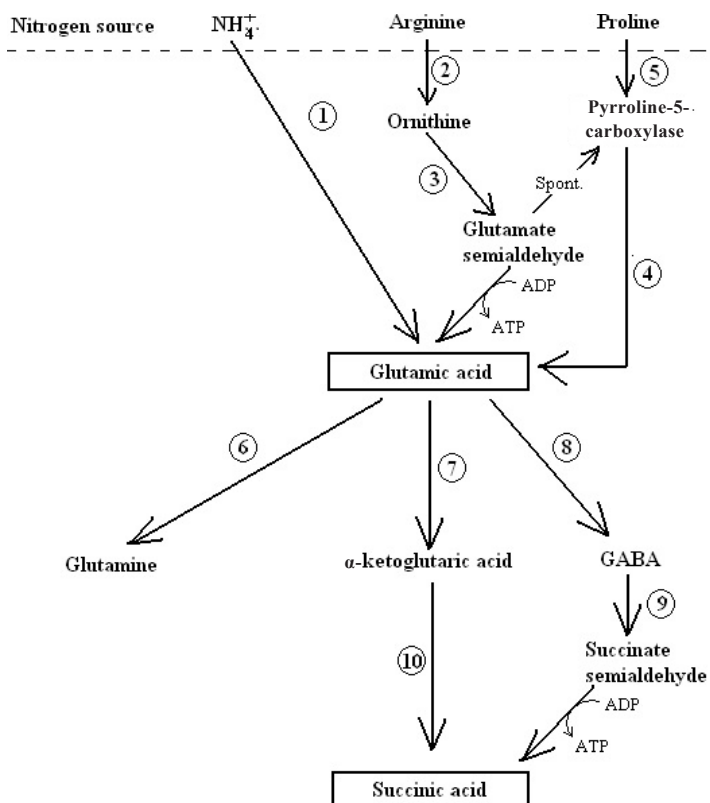 Nitrogen source NH₄⁺. Arginine Proline
② ⑤
① Ornithine Pyrroline-5-.
carboxylase
③ Spont.
Glutamate
semialdehyde
④
ADP
ATP
Glutamic acid
⑥ ⑦ ⑧
Glutamine α-ketoglutaric acid GABA
⑨
⑩ Succinate
semialdehyde
ADP
ATP
Succinic acid